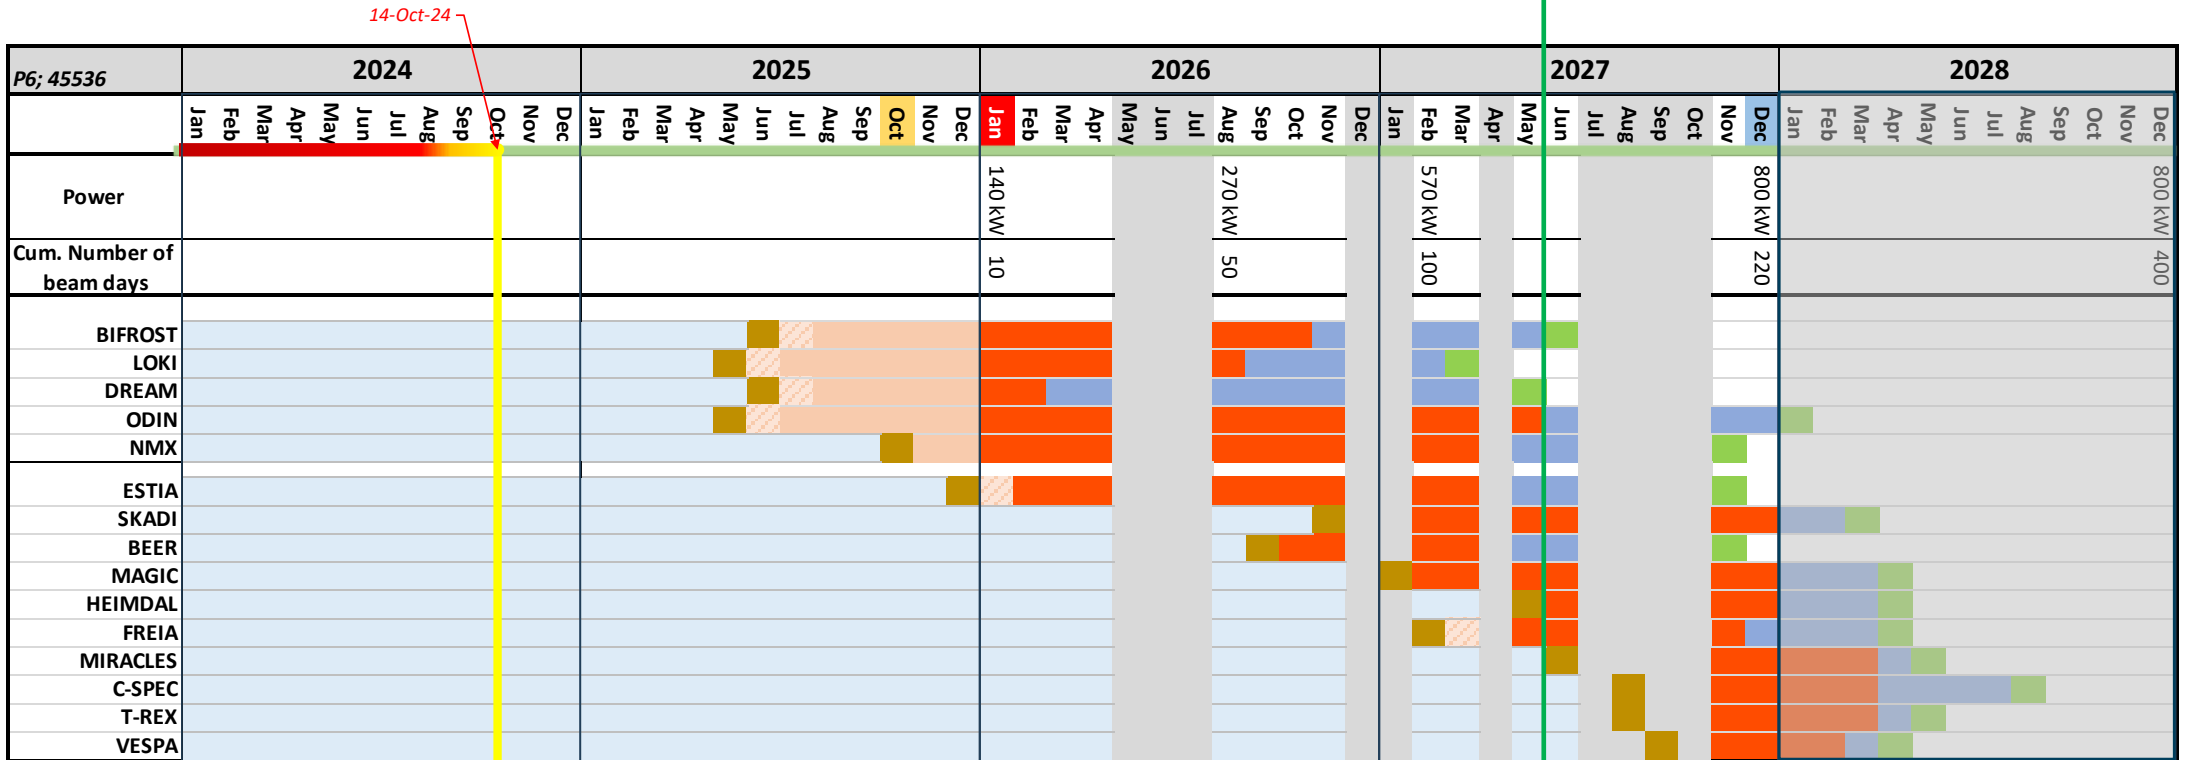 14-Oct-24
P6; 45536 2024 2025 2026 2027 2028
Jan Feb Mar Apr May Jun Jul Aug Sep Oct Nov Dec Jan Feb Mar Apr May Jun Jul Aug Sep Oct Nov Dec Jan Feb Mar Apr May Jun Jul Aug Sep Oct Nov Dec Jan Feb Mar Apr May Jun Jul Aug Sep Oct Nov Dec Jan Feb Mar Apr May Jun Jul Aug Sep Oct Nov Dec
Power 140 kW 270 kW 570 kW 800 kW 800 kW
Cum. Number of
beam days 10 50 100 220 400
BIFROST
LOKI
DREAM
ODIN
NMX
ESTIA
SKADI
BEER
MAGIC
HEIMDAL
FREIA
MIRACLES
C-SPEC
T-REX
VESPA